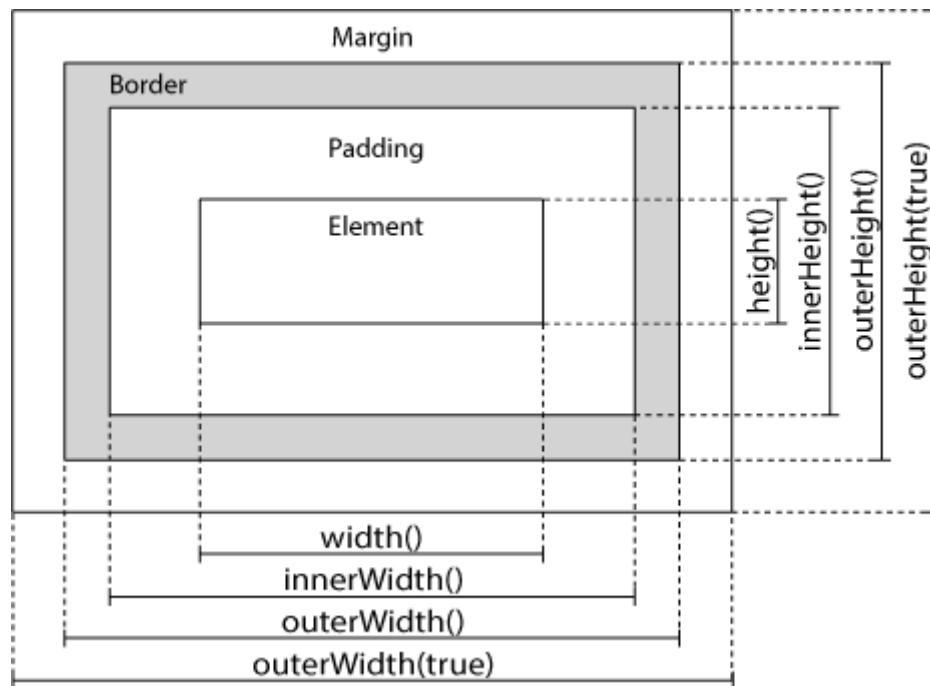 Margin
Border
Padding
Element
height()
innerHeight()
outerHeight()
outerHeight(true)
width()
innerWidth()
outerWidth()
outerWidth(true)